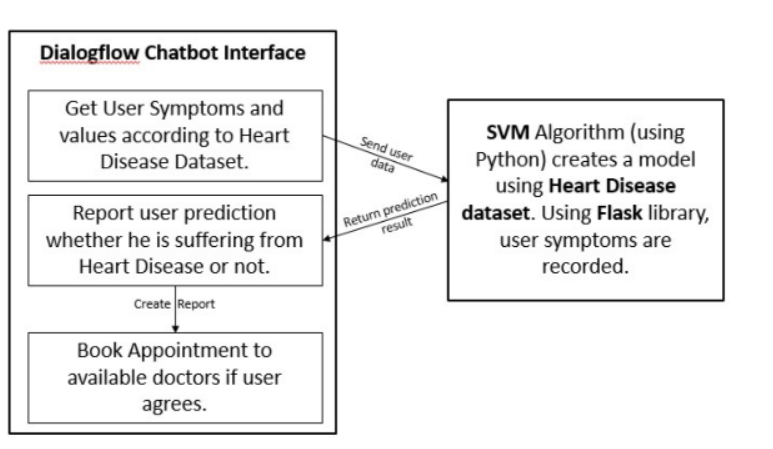 Dialogflow Chatbot Interface
Get User Symptoms and
values according to Heart
Disease Dataset.
Send user
data
Report user prediction
whether he is suffering from
Heart Disease or not.
Return prediction
result
Create Report
Book Appointment to
available doctors if user
agrees.
SVM Algorithm (using
Python) creates a model
using Heart Disease
dataset. Using Flask library,
user symptoms are
recorded.